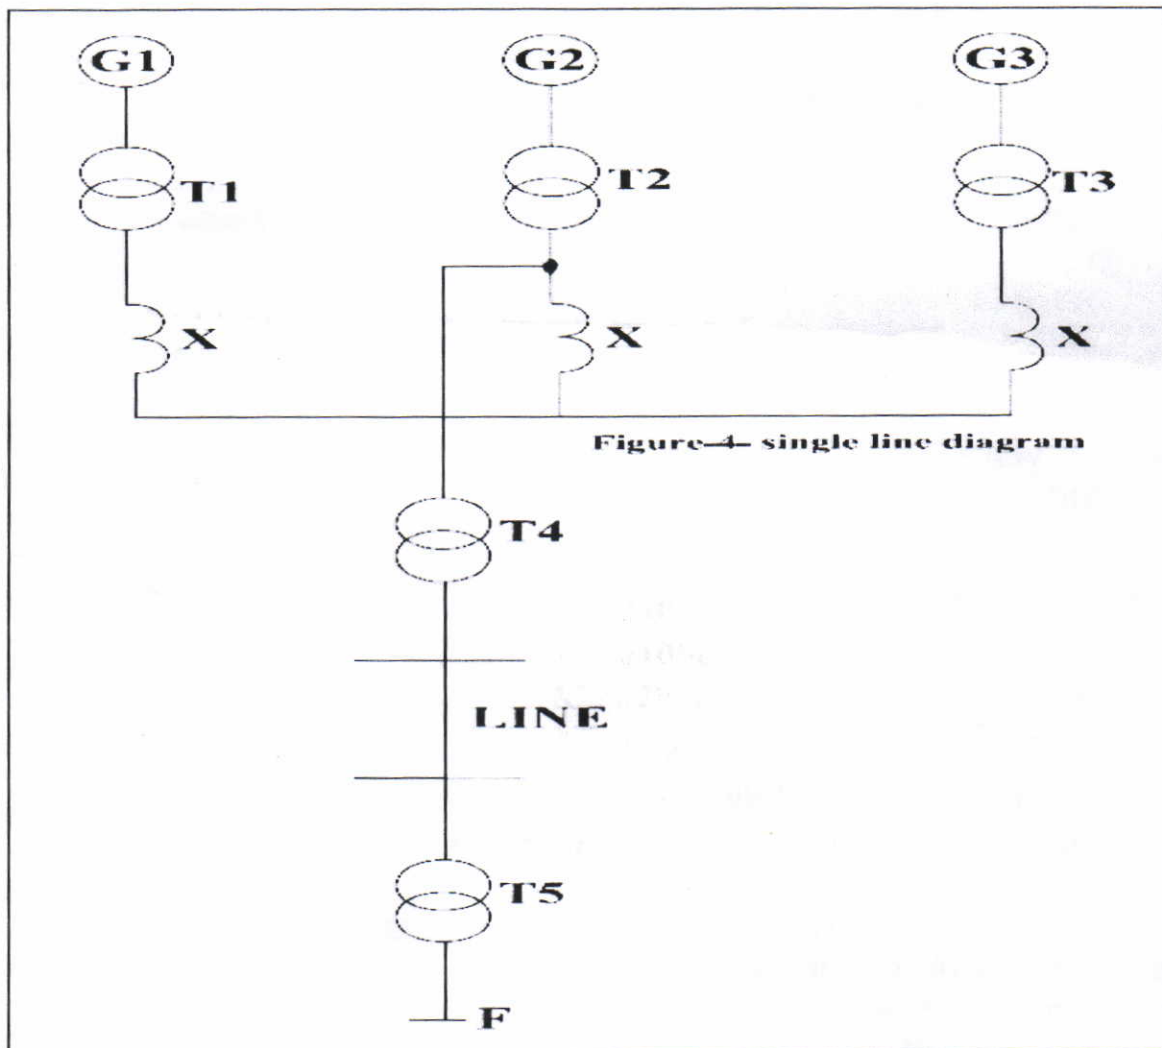 G1 G2 G3
T1 T2 T3
X X X
Figure-4- single line diagram
T4
LINE
T5
F